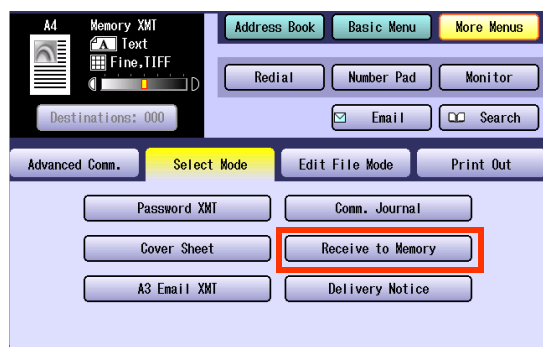 A4 Memory XMT
A Text
Fine,TIFF
D
Destinations: 000
Address Book Basic Menu More Menus
Redial Number Pad Monitor
Email Search
Advanced Comm. Select Mode Edit File Mode Print Out
Password XMT Comm. Journal
Cover Sheet Receive to Memory
A3 Email XMT Delivery Notice